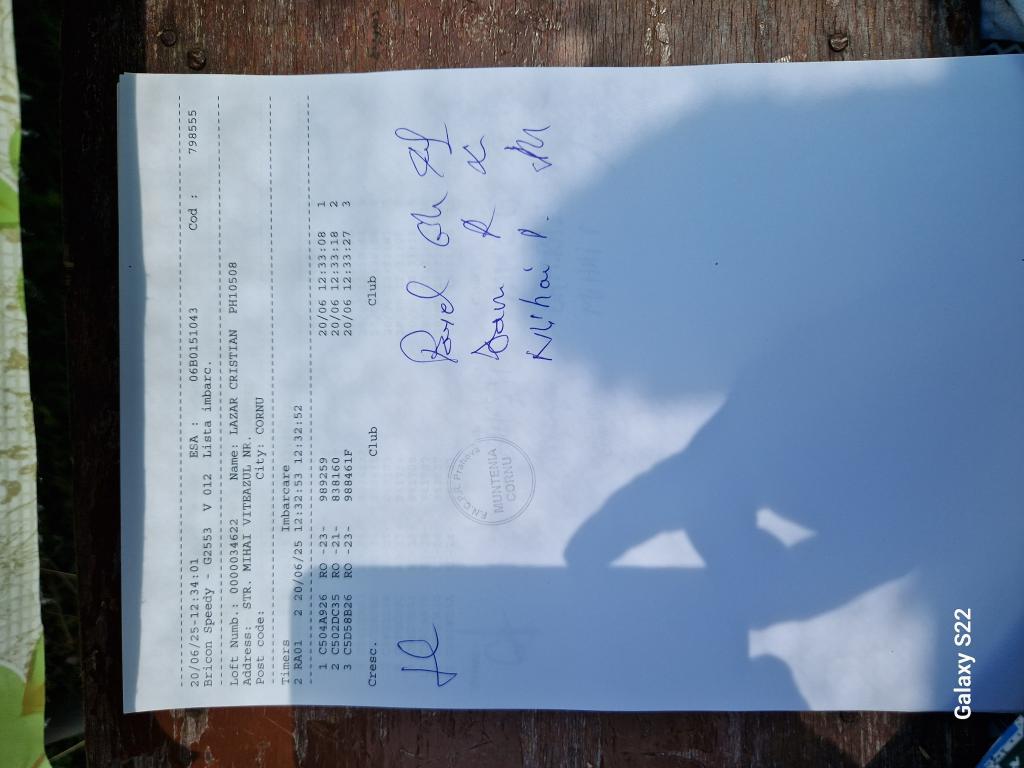 20/06/25-12:34:01 ESA : 06B0151043 Cod : 798555
Bricon Speedy - G2553 V 012 Lista imbarc.
Loft Numb.: 0000034622 Name: LAZAR CRISTIAN PH10508
Address: STR. MIHAI VITEAZUL NR.
Post code: City: CORNU
Timers Imbarcare
2 RA01 2 20/06/25 12:32:53 12:32:52
1 C504A926 RO -23- 989259 20/06 12:33:08 1
2 C502DC35 RO -21- 838160 20/06 12:33:18 2
3 C5D58B26 RO -23- 988461F 20/06 12:33:27 3
Cresc. Club Club
Mihai P.
F.N.C.P.R. Prahova
MUNTENIA
CORNU
Galaxy S22